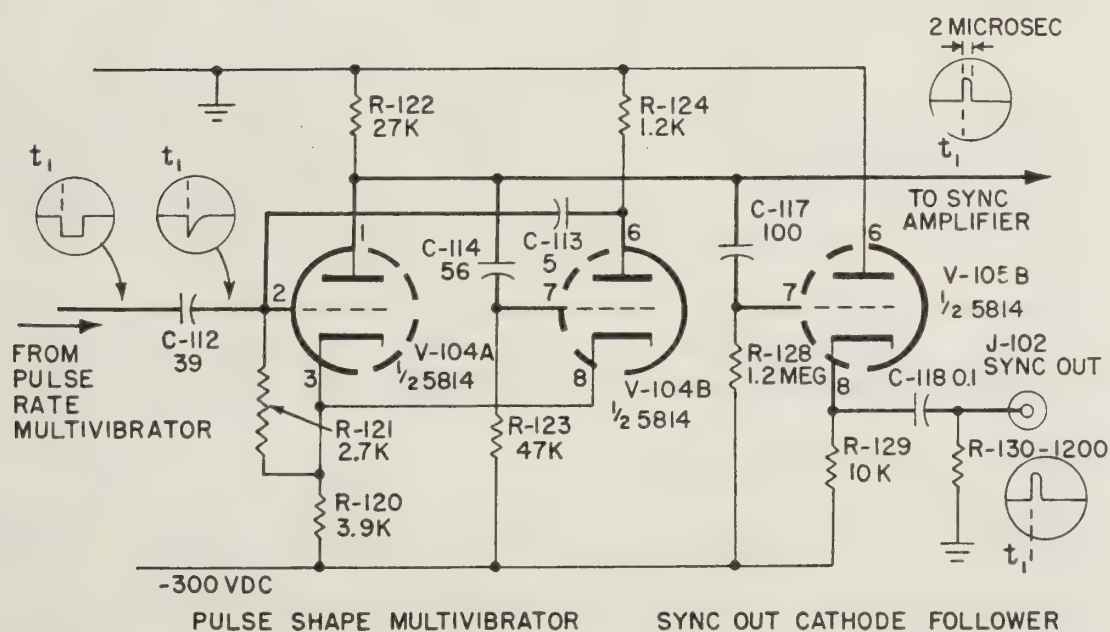 2 MICROSEC
R-122
27K
R-124
1.2K
t₁
t₁
t₁
TO SYNC
AMPLIFIER
1
6
C-117
100
6
C-114
56
C-113
5
2
7
7
V-105B
½ 5814
C-112
39
FROM
PULSE
RATE
MULTIVIBRATOR
V-104A
½ 5814
3
8
V-104B
½ 5814
R-128
1.2 MEG
J-102
SYNC OUT
8
C-118 0.1
R-121
2.7K
R-123
47K
R-129
10K
R-130-1200
R-120
3.9K
t₁
-300 VDC
PULSE SHAPE MULTIVIBRATOR
SYNC OUT CATHODE FOLLOWER